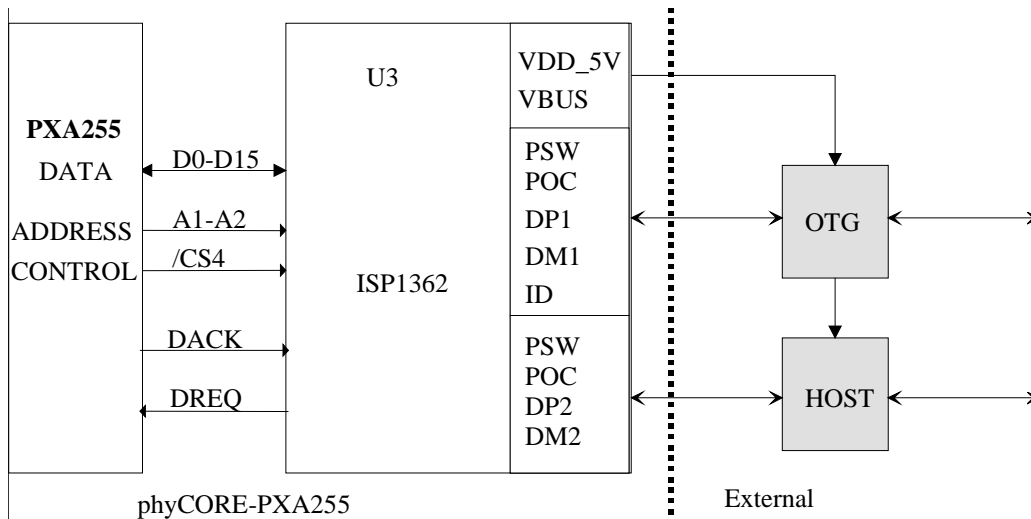 PXA255
DATA
ADDRESS
CONTROL
D0-D15
A1-A2
/CS4
DACK
DREQ
U3
ISP1362
VDD_5V
VBUS
PSW
POC
DP1
DM1
ID
PSW
POC
DP2
DM2
OTG
HOST
phyCORE-PXA255
External